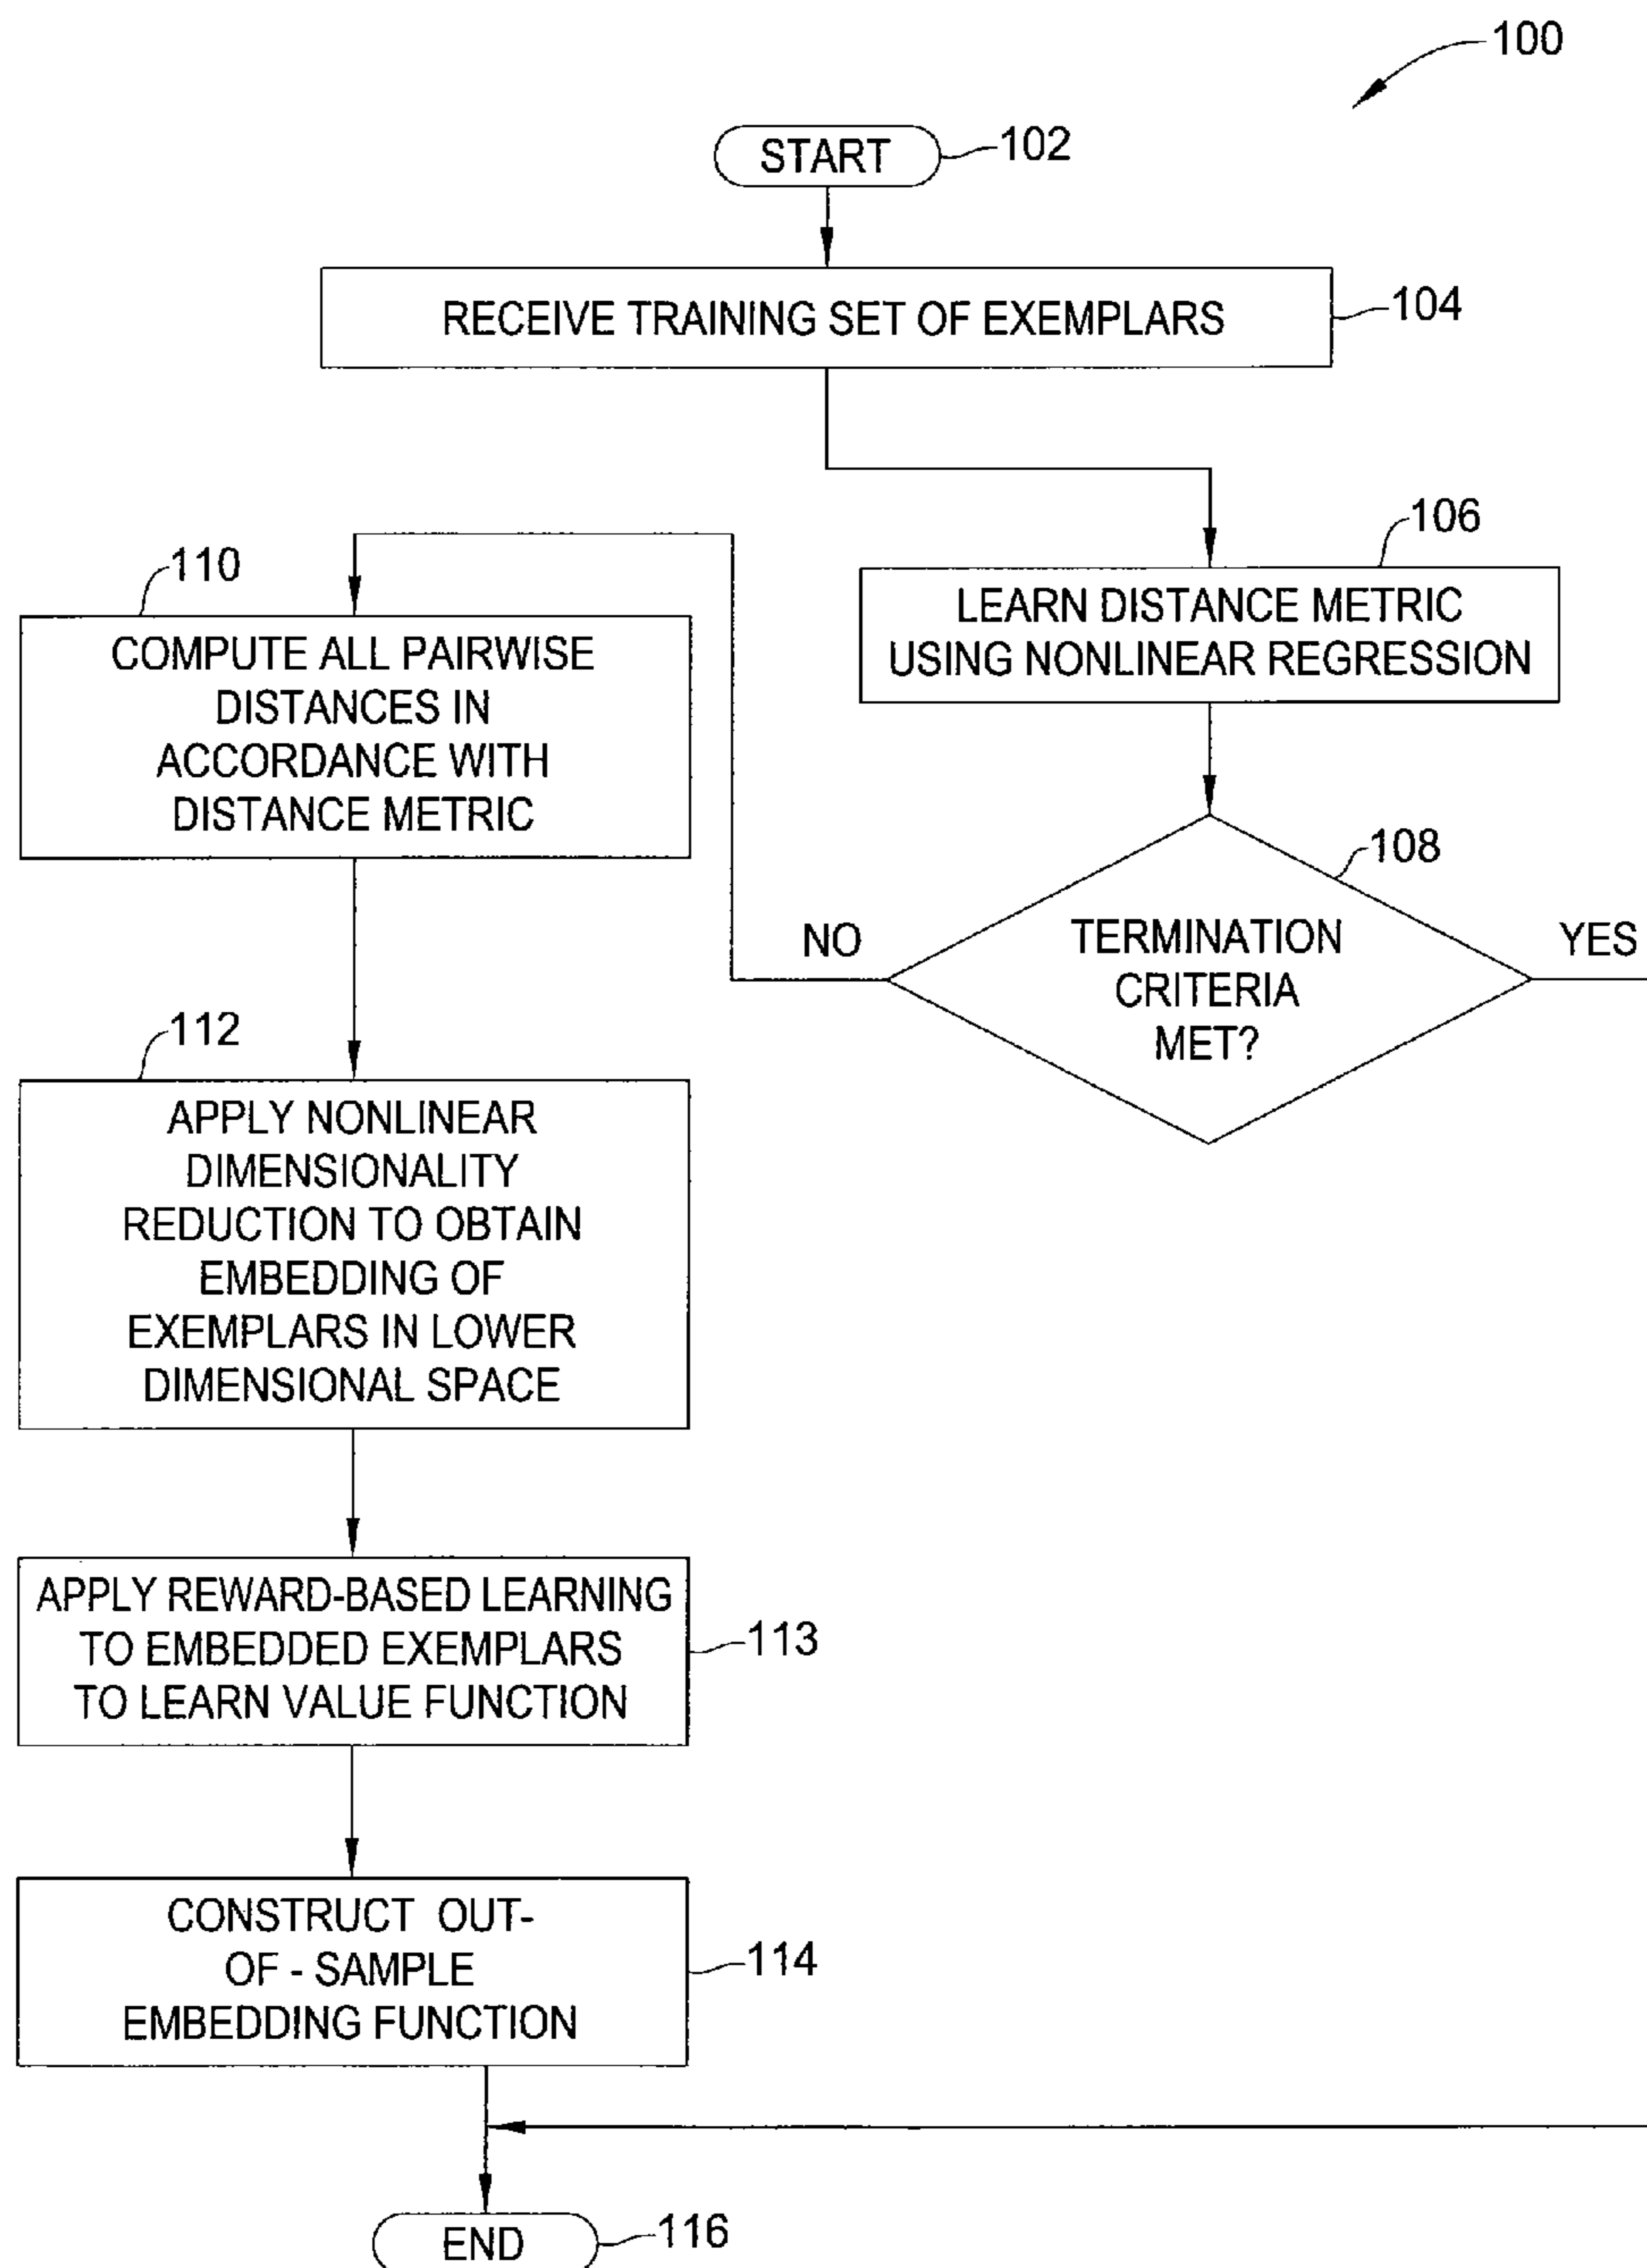 100
START
102
RECEIVE TRAINING SET OF EXEMPLARS
104
106
LEARN DISTANCE METRIC
USING NONLINEAR REGRESSION
110
COMPUTE ALL PAIRWISE
DISTANCES IN
ACCORDANCE WITH
DISTANCE METRIC
108
NO
TERMINATION
CRITERIA
MET?
YES
112
APPLY NONLINEAR
DIMENSIONALITY
REDUCTION TO OBTAIN
EMBEDDING OF
EXEMPLARS IN LOWER
DIMENSIONAL SPACE
APPLY REWARD-BASED LEARNING
TO EMBEDDED EXEMPLARS
TO LEARN VALUE FUNCTION
113
CONSTRUCT OUT-
OF - SAMPLE
EMBEDDING FUNCTION
114
END
116